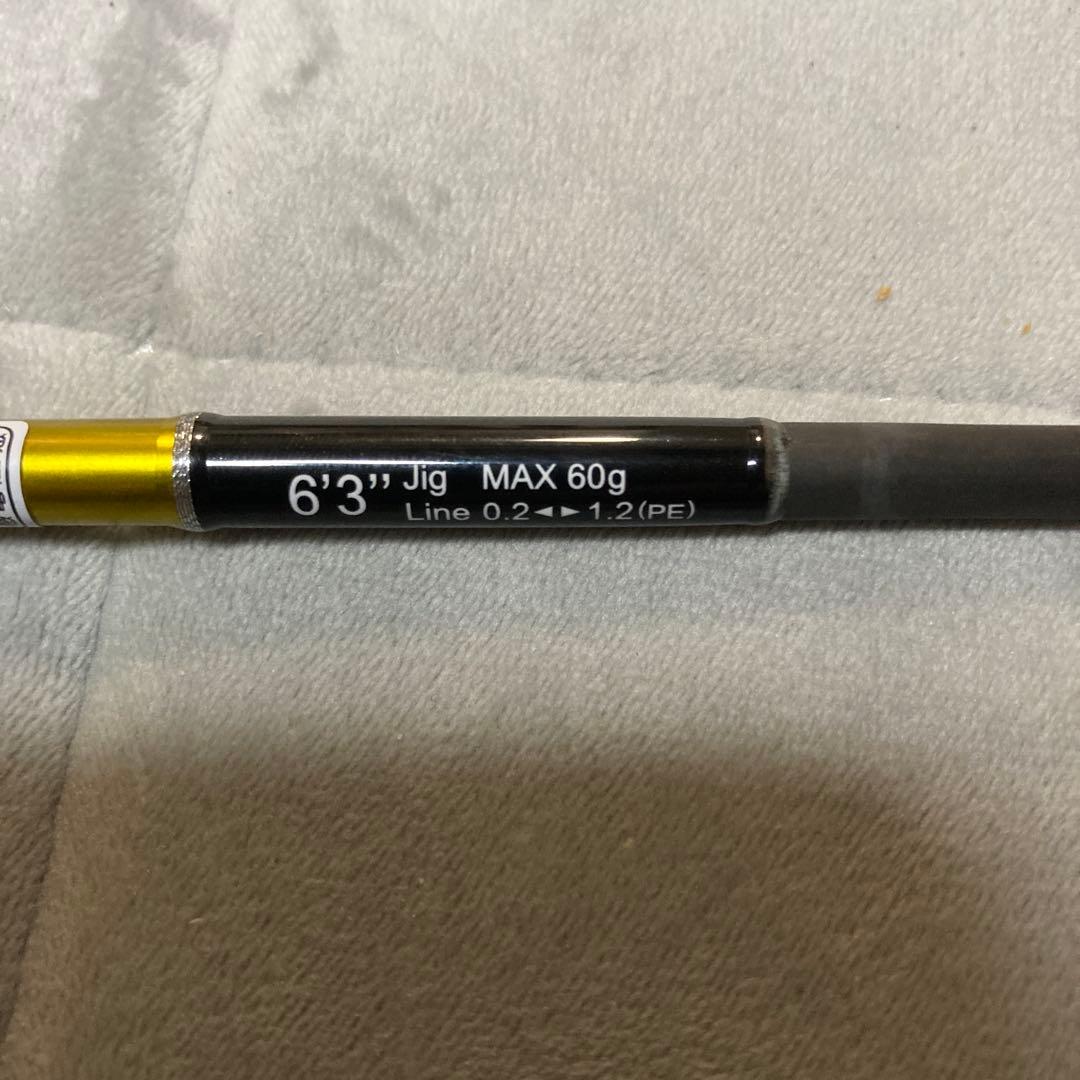 6'3" Jig MAX 60g
Line 0.2◄►1.2(PE)